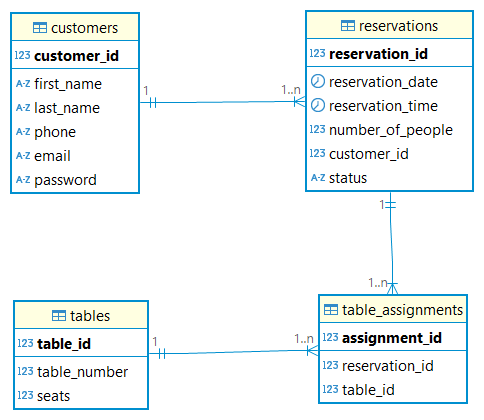 customers
123 customer_id
A-Z first_name
A-Z last_name
A-Z phone
A-Z email
A-Z password
1
1..n
reservations
123 reservation_id
reservation_date
reservation_time
123 number_of_people
123 customer_id
A-Z status
1
1..n
tables
123 table_id
123 table_number
123 seats
1
1..n
table_assignments
123 assignment_id
123 reservation_id
123 table_id